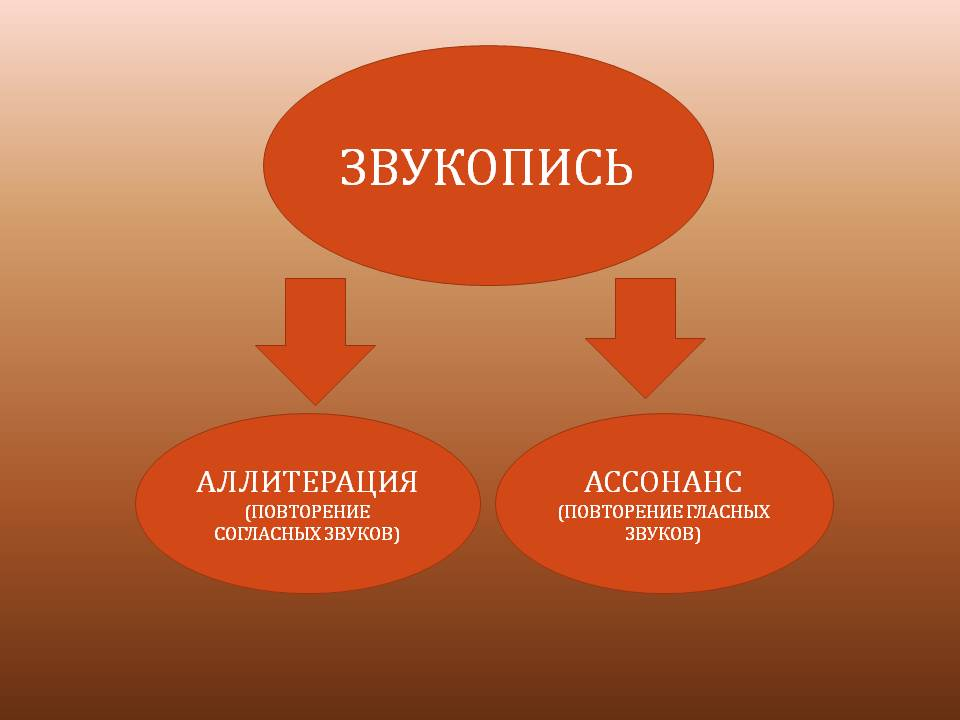 ЗВУКОПИСЬ
АЛЛИТЕРАЦИЯ
(ПОВТОРЕНИЕ
СОГЛАСНЫХ ЗВУКОВ)
АССОНАНС
(ПОВТОРЕНИЕ ГЛАСНЫХ
ЗВУКОВ)